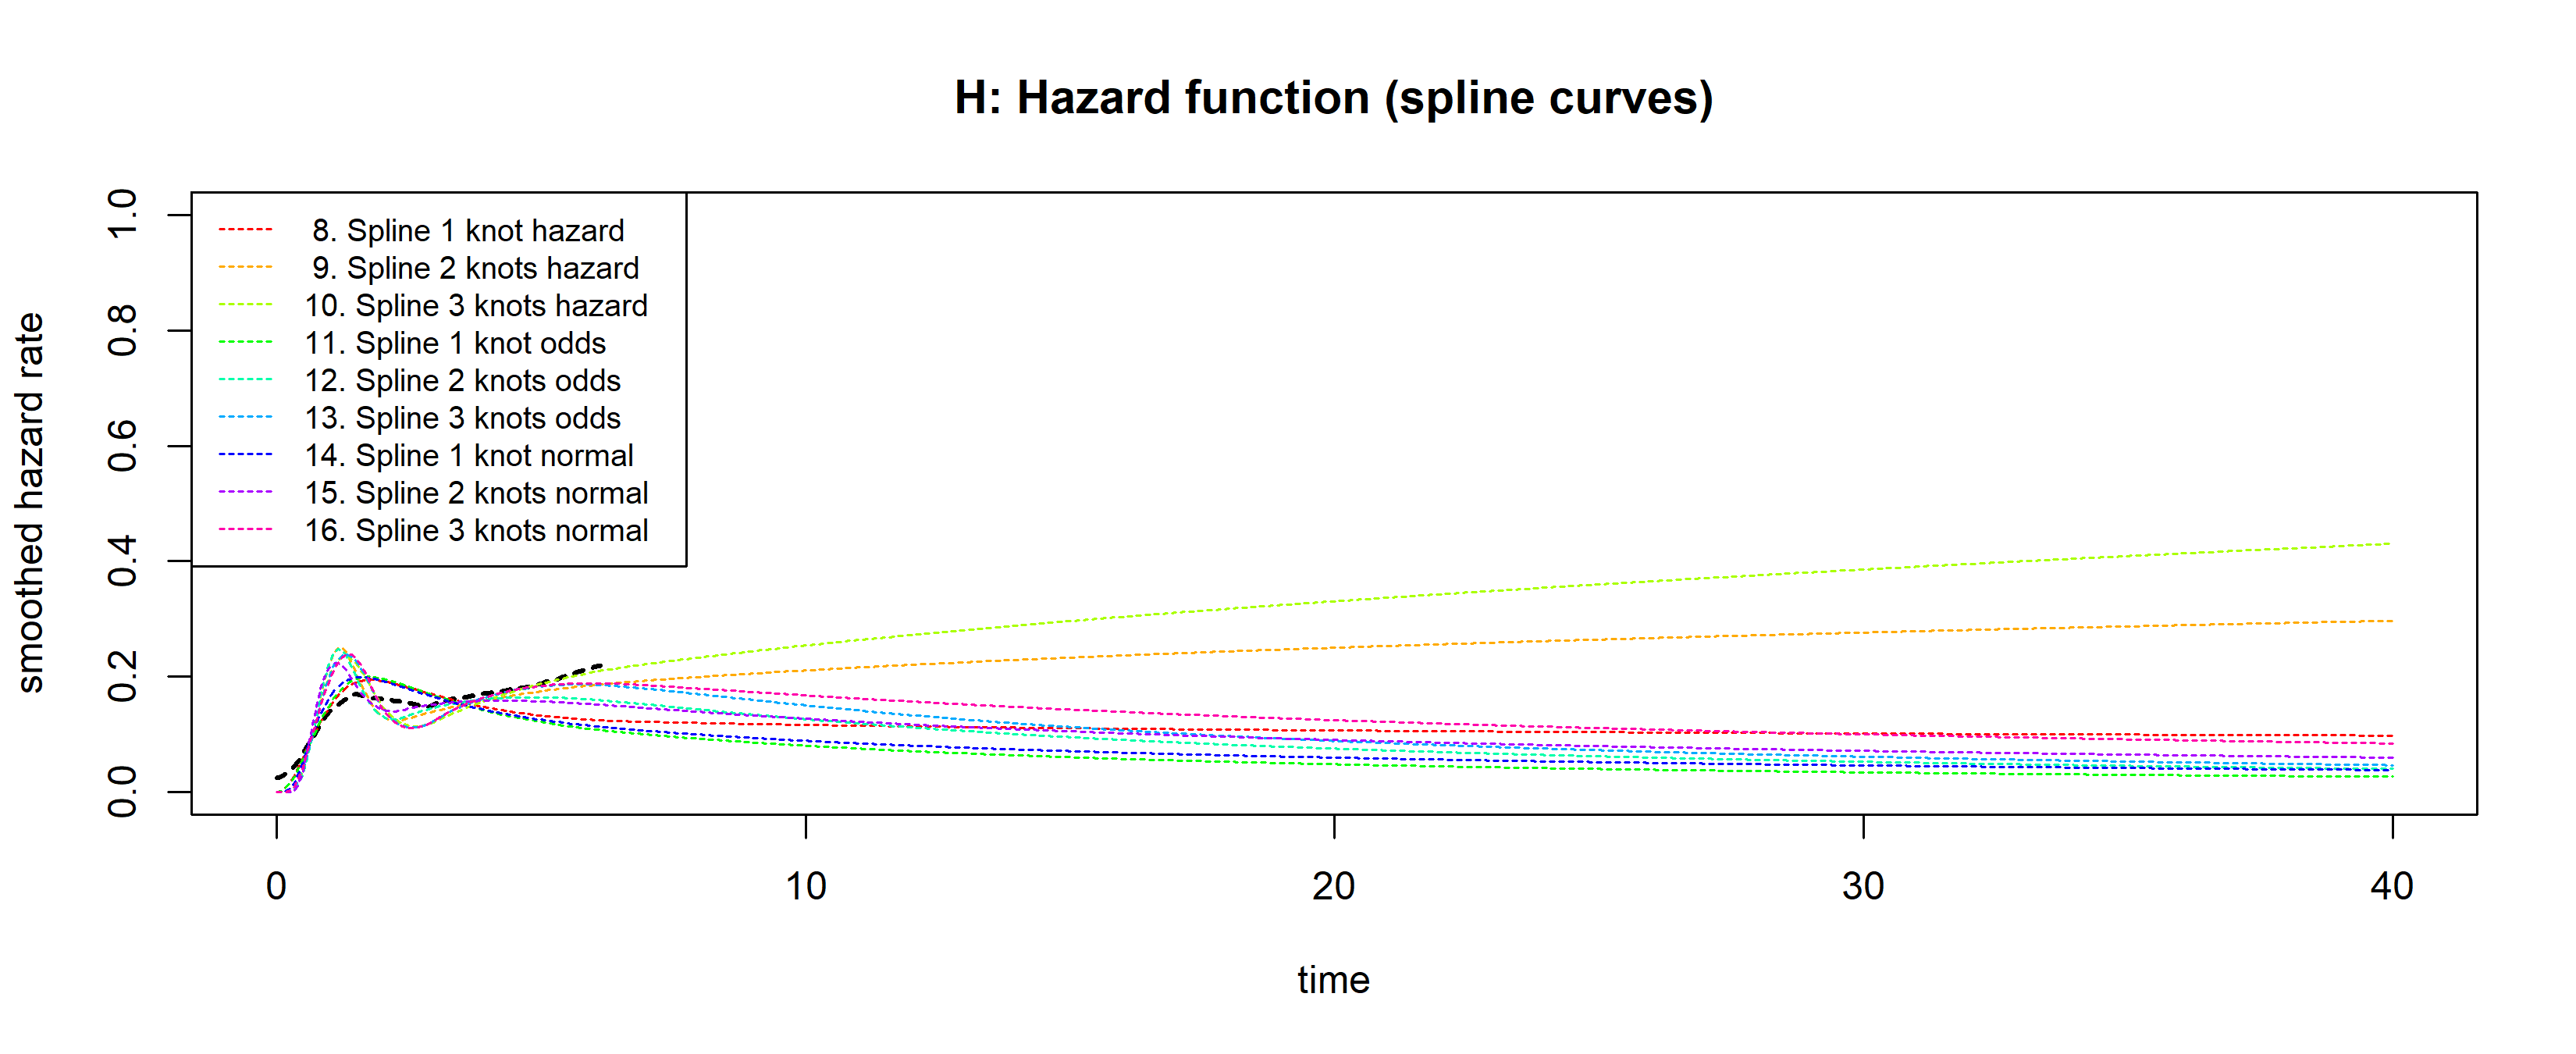 H: Hazard function (spline curves)
smoothed hazard rate
1.0
0.8
0.6
0.4
0.2
0.0
8. Spline 1 knot hazard
9. Spline 2 knots hazard
10. Spline 3 knots hazard
11. Spline 1 knot odds
12. Spline 2 knots odds
13. Spline 3 knots odds
14. Spline 1 knot normal
15. Spline 2 knots normal
16. Spline 3 knots normal
0 10 20 30 40
time